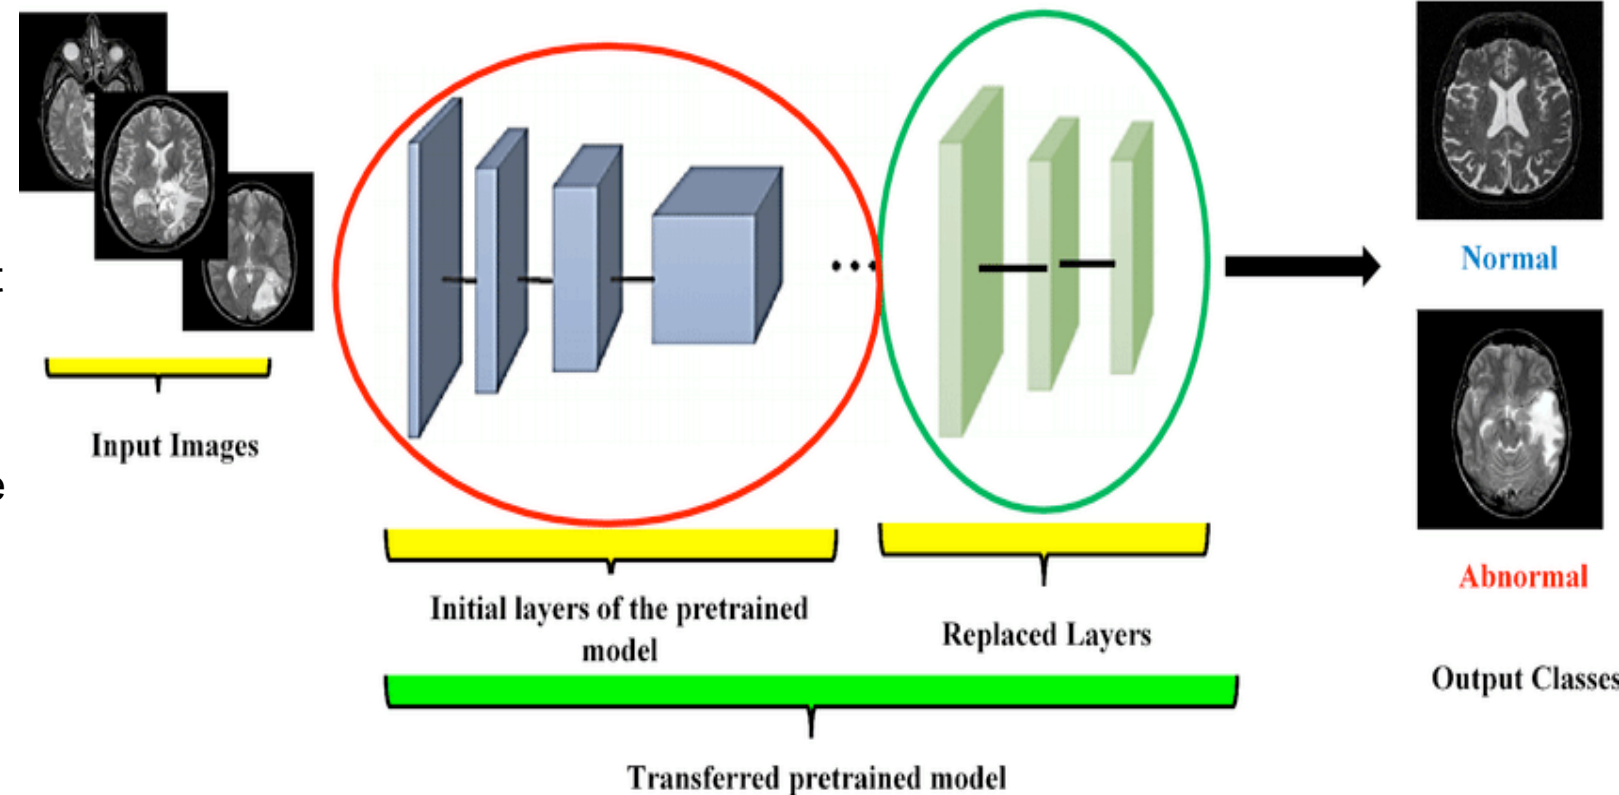 Normal
Input Images
Abnormal
Initial layers of the pretrained
model
Replaced Layers
Output Classes
Transferred pretrained model